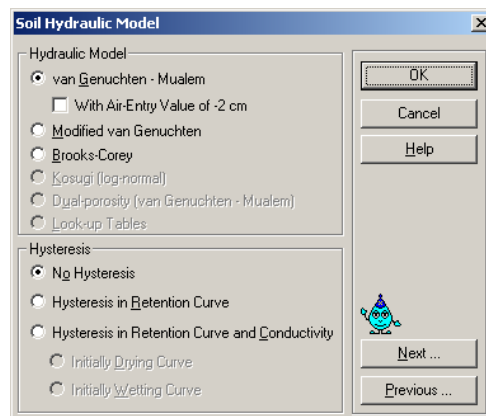 Soil Hydraulic Model
Hydraulic Model
van Genuchten - Mualem
With Air-Entry Value of -2 cm
Modified van Genuchten
Brooks-Corey
Kosugi (log-normal)
Dual-porosity (van Genuchten - Mualem)
Look-up Tables
Hysteresis
No Hysteresis
Hysteresis in Retention Curve
Hysteresis in Retention Curve and Conductivity
Initially Drying Curve
Initially Wetting Curve
OK
Cancel
Help
Next ...
Previous ...